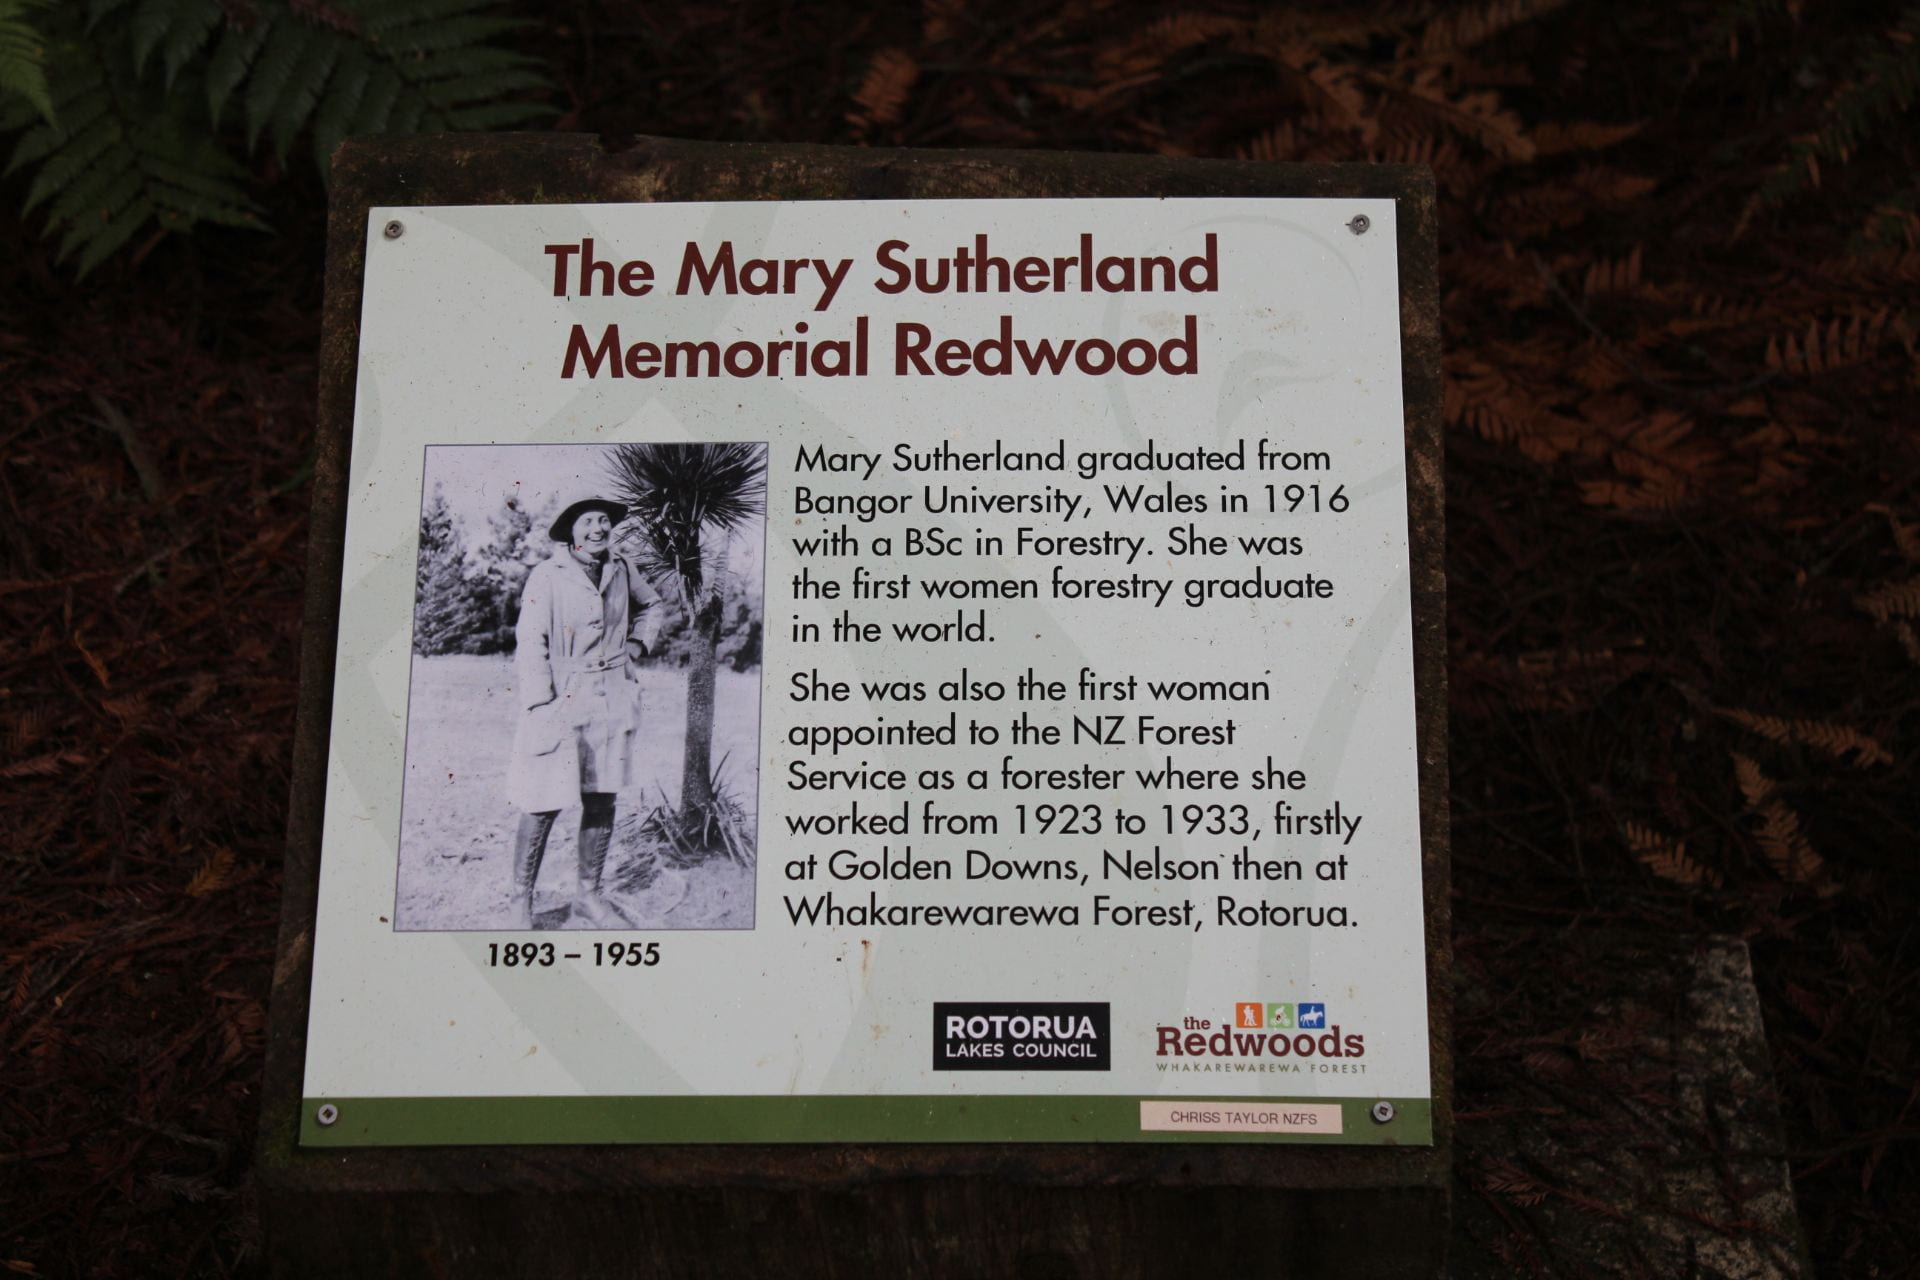 The Mary Sutherland
Memorial Redwood
Mary Sutherland graduated from
Bangor University, Wales in 1916
with a BSc in Forestry. She was
the first women forestry graduate
in the world.
She was also the first woman
appointed to the NZ Forest
Service as a forester where she
worked from 1923 to 1933, firstly
at Golden Downs, Nelson then at
Whakarewarewa Forest, Rotorua.
1893 – 1955
ROTORUA
LAKES COUNCIL
the
Redwoods
WHAKAREWAREWA FOREST
CHRISS TAYLOR NZFS